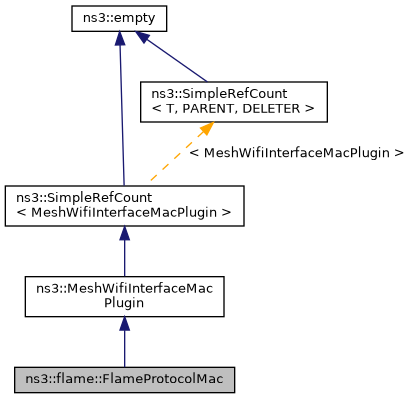 ns3::empty
ns3::SimpleRefCount
< T, PARENT, DELETER >
< MeshWifiInterfaceMacPlugin >
ns3::SimpleRefCount
< MeshWifiInterfaceMacPlugin >
ns3::MeshWifiInterfaceMac
Plugin
ns3::flame::FlameProtocolMac